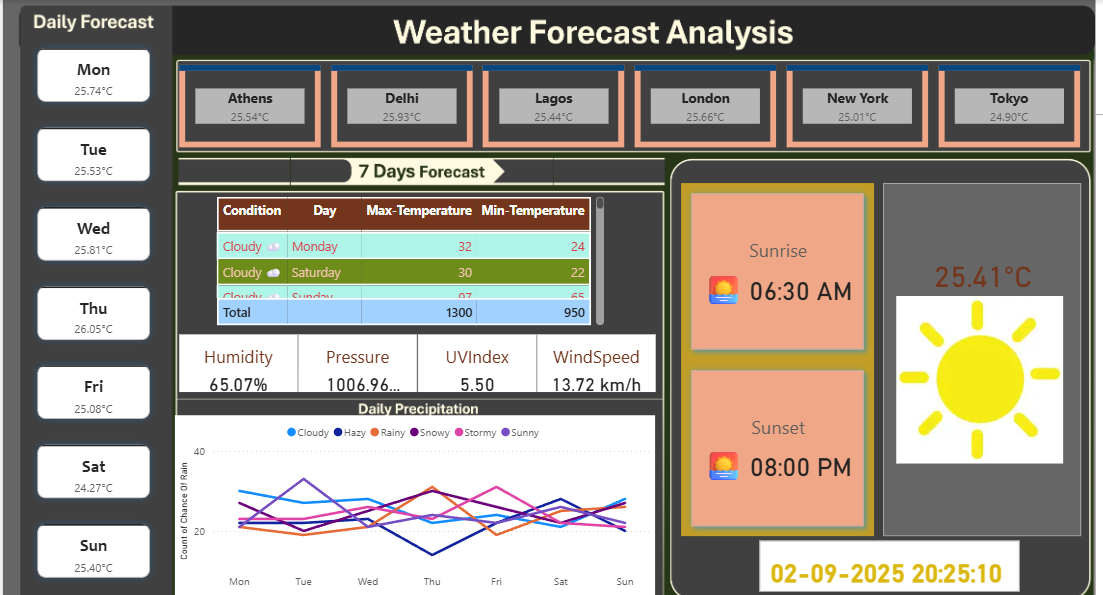 Daily Forecast
Mon
25.74°C
Tue
25.53°C
Wed
25.81°C
Thu
26.05°C
Fri
25.08°C
Sat
24.27°C
Sun
25.40°C
Weather Forecast Analysis
Athens
25.54°C
Delhi
25.93°C
Lagos
25.44°C
London
25.66°C
New York
25.01°C
Tokyo
24.90°C
7 Days Forecast
Condition Day Max-Temperature Min-Temperature
Cloudy Monday 32 24
Cloudy Saturday 30 22
Cloudy Sunday 97 65
Total 1300 950
Humidity
65.07%
Pressure
1006.96...
UVIndex
5.50
WindSpeed
13.72 km/h
Daily Precipitation
Cloudy Hazy Rainy Snowy Stormy Sunny
Count of Chance Of Rain
40
20
Mon Tue Wed Thu Fri Sat Sun
Sunrise
06:30 AM
Sunset
08:00 PM
25.41°C
02-09-2025 20:25:10